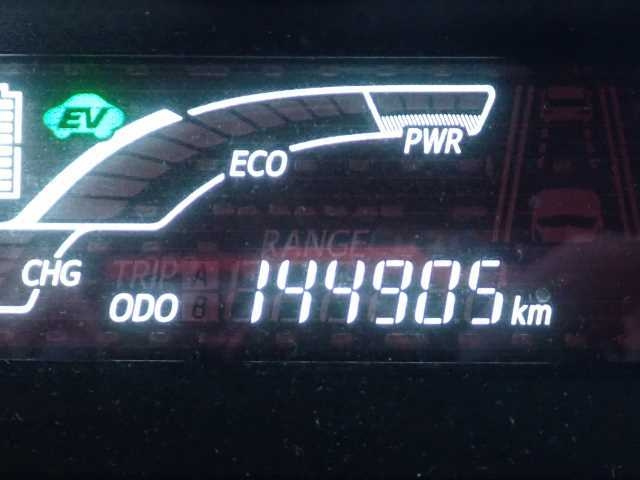 EV
PWR
ECO
CHG
RANGE
TRIP A
ODO B 144905 km